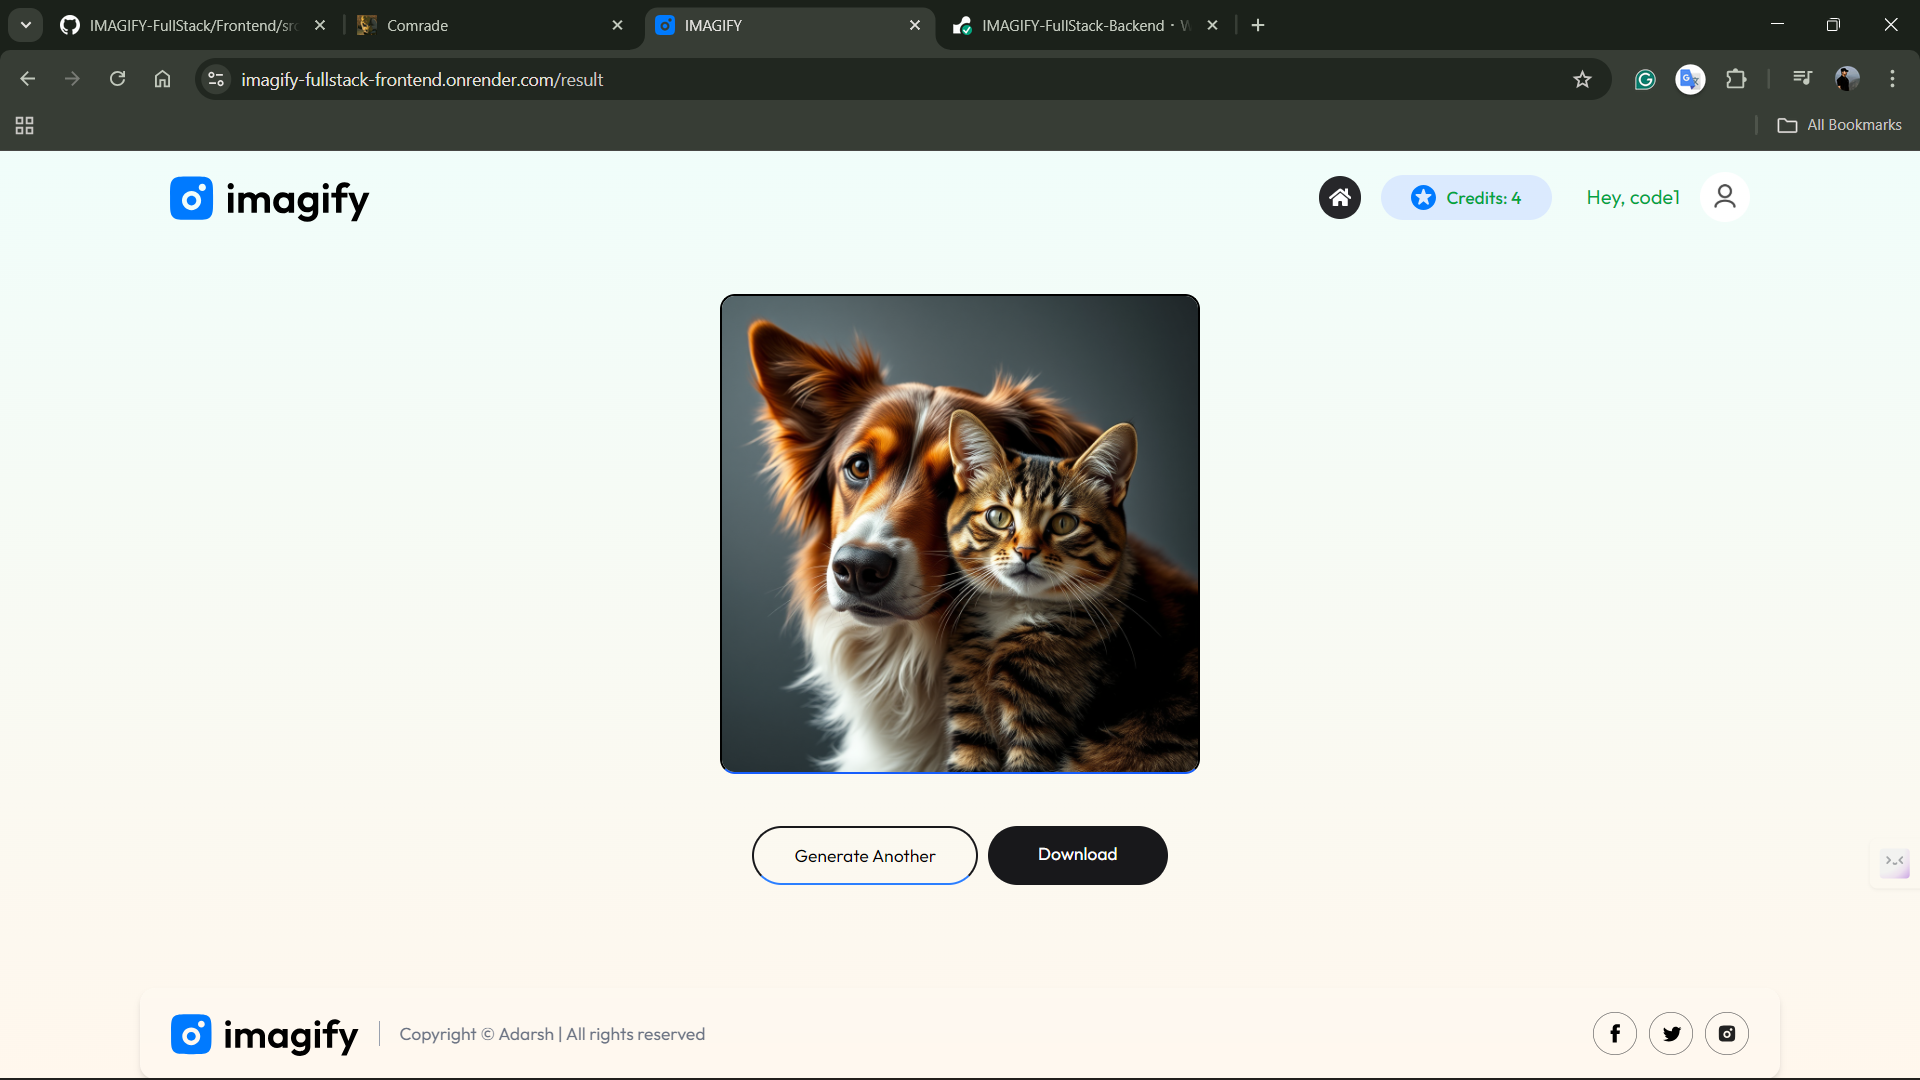 IMAGIFY-FullStack/Frontend/src
Comrade
IMAGIFY
IMAGIFY-FullStack-Backend · W
imagify-fullstack-frontend.onrender.com/result
All Bookmarks
imagify
Credits: 4
Hey, code1
Generate Another
Download
imagify
Copyright © Adarsh | All rights reserved